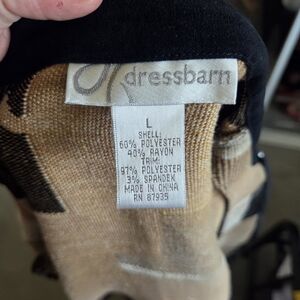 dressbarn
L
SHELL:
60% POLYESTER
40% RAYON
TRIM:
97% POLYESTER
3% SPANDEX
MADE IN CHINA
RN 87935